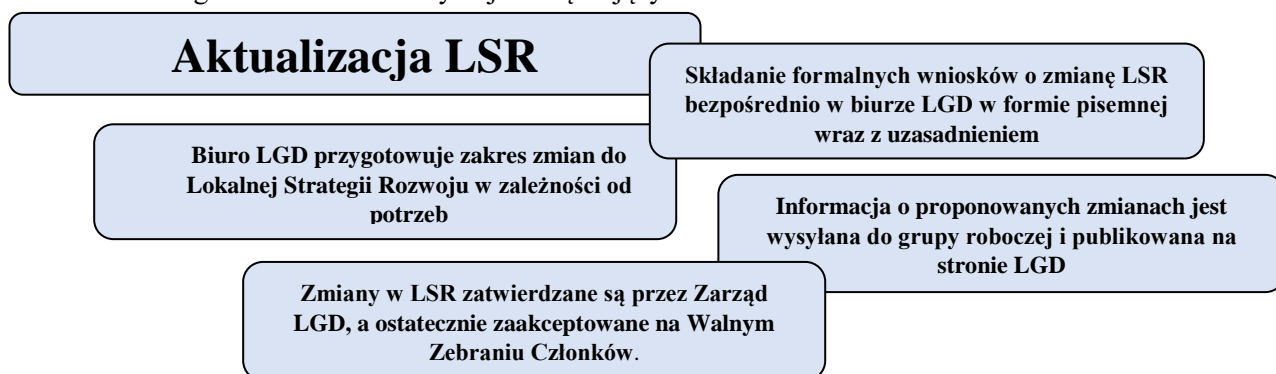 Aktualizacja LSR
Składanie formalnych wniosków o zmianę LSR
bezpośrednio w biurze LGD w formie pisemnej
wraz z uzasadnieniem
Biuro LGD przygotowuje zakres zmian do
Lokalnej Strategii Rozwoju w zależności od
potrzeb
Informacja o proponowanych zmianach jest
wysyłana do grupy roboczej i publikowana na
stronie LGD
Zmiany w LSR zatwierdzane są przez Zarząd
LGD, a ostatecznie zaakceptowane na Walnym
Zebraniu Członków.